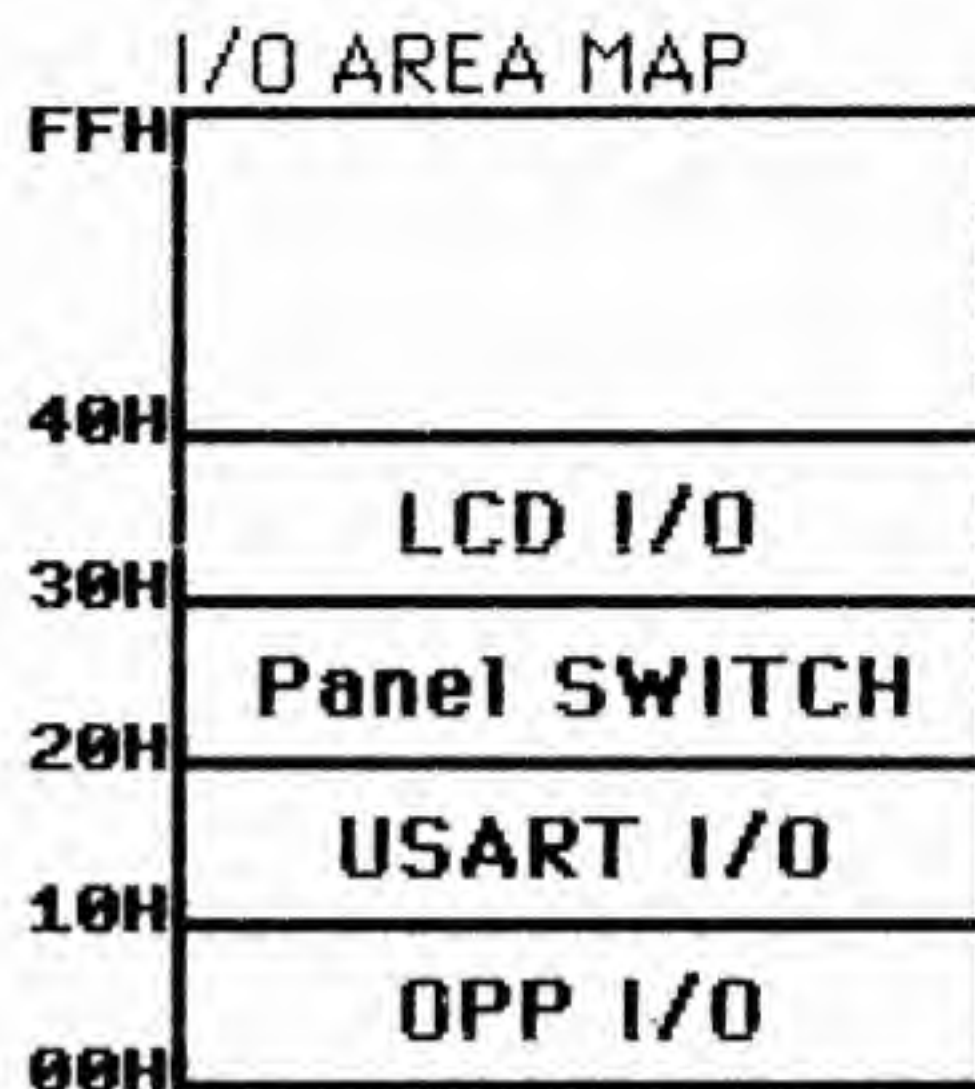 I/O AREA MAP
FFH
40H
LCD I/O
30H
Panel SWITCH
20H
USART I/O
10H
OPP I/O
00H